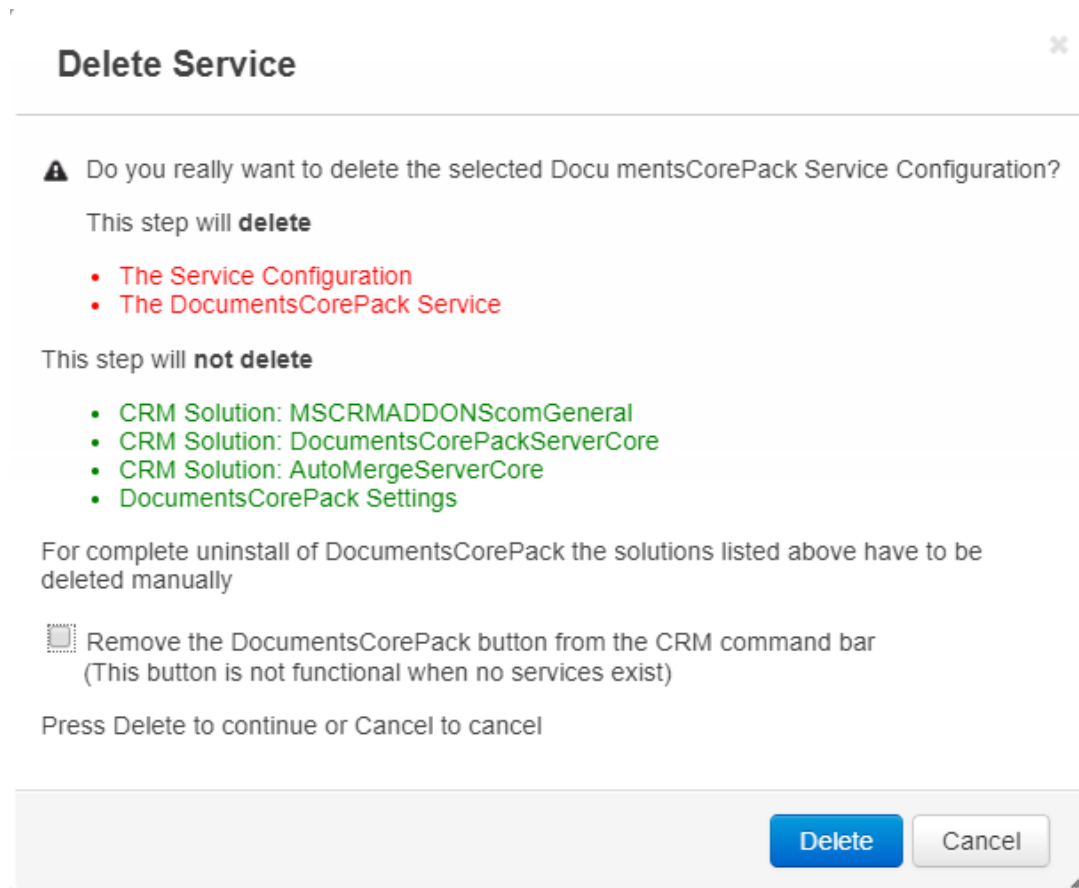 Delete Service
Do you really want to delete the selected Docu mentsCorePack Service Configuration?
This step will delete
• The Service Configuration
• The DocumentsCorePack Service
This step will not delete
• CRM Solution: MSCRMADDONScomGeneral
• CRM Solution: DocumentsCorePackServerCore
• CRM Solution: AutoMergeServerCore
• DocumentsCorePack Settings
For complete uninstall of DocumentsCorePack the solutions listed above have to be
deleted manually
Remove the DocumentsCorePack button from the CRM command bar
(This button is not functional when no services exist)
Press Delete to continue or Cancel to cancel
Delete Cancel